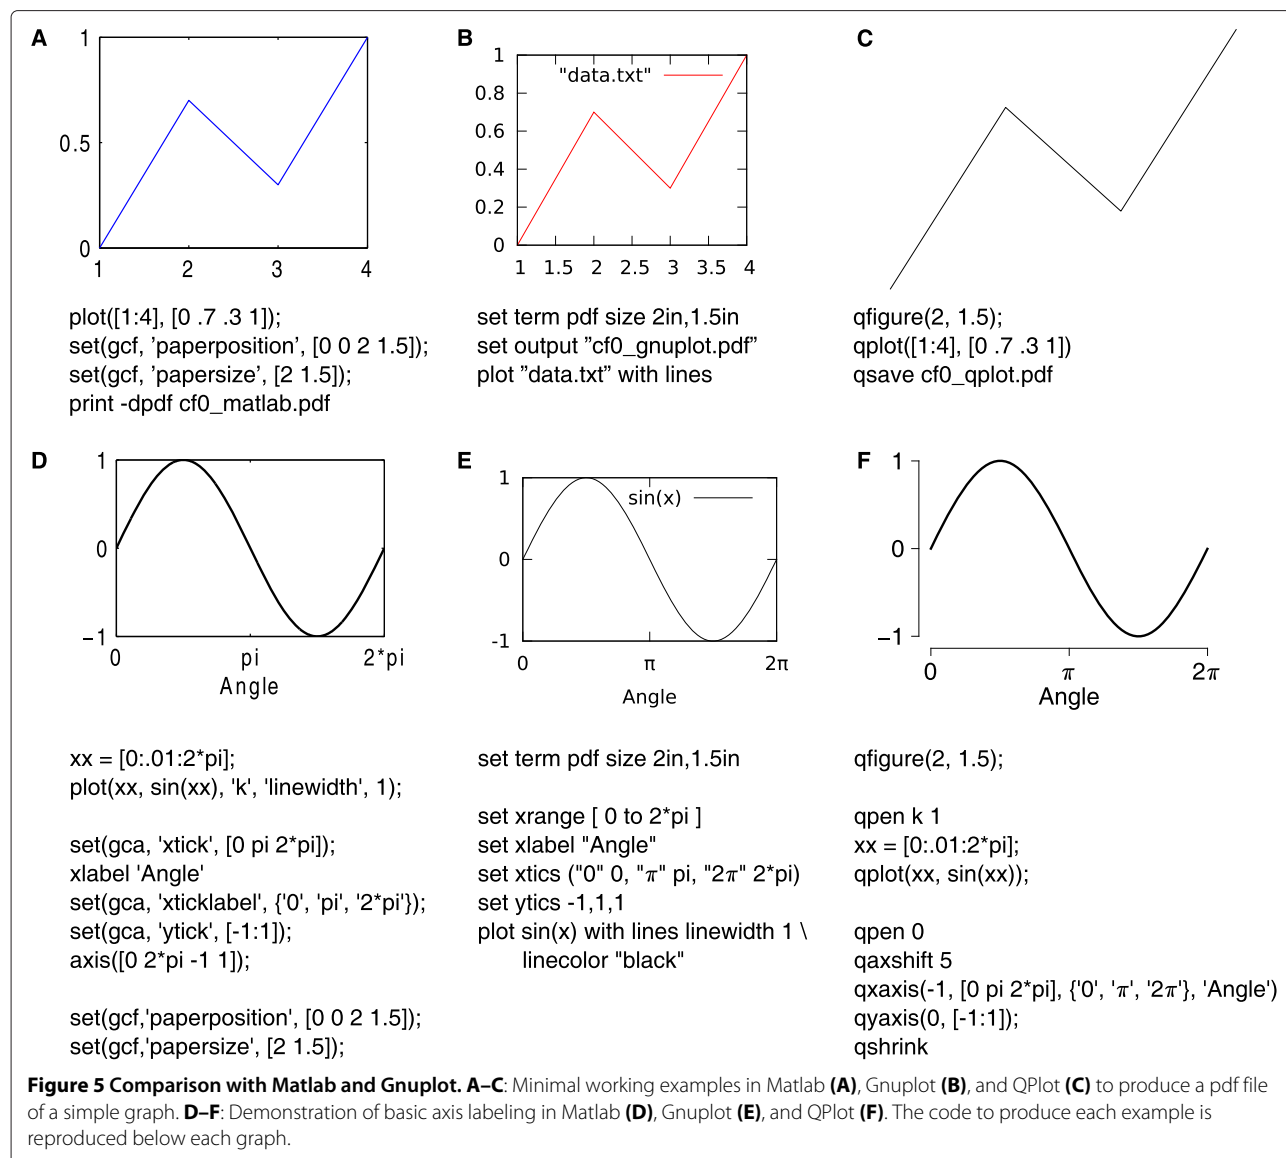 A
1
0.5
0
1 2 3 4
plot([1:4], [0 .7 .3 1]);
set(gcf, ’paperposition’, [0 0 2 1.5]);
set(gcf, ’papersize’, [2 1.5]);
print -dpdf cf0_matlab.pdf
B
1
"data.txt"
0.8
0.6
0.4
0.2
0
1 1.5 2 2.5 3 3.5 4
set term pdf size 2in,1.5in
set output ”cf0_gnuplot.pdf”
plot ”data.txt” with lines
C
qfigure(2, 1.5);
qplot([1:4], [0 .7 .3 1])
qsave cf0_qplot.pdf
D
1
0
−1
0 pi 2*pi
Angle
xx = [0:.01:2*pi];
plot(xx, sin(xx), 'k', 'linewidth', 1);
set(gca, 'xtick', [0 pi 2*pi]);
xlabel 'Angle'
set(gca, 'xticklabel', {'0', 'pi', '2*pi'});
set(gca, 'ytick', [-1:1]);
axis([0 2*pi -1 1]);
set(gcf,'paperposition', [0 0 2 1.5]);
set(gcf,'papersize', [2 1.5]);
E
1
sin(x)
0
-1
0 π 2π
Angle
set term pdf size 2in,1.5in
set xrange [ 0 to 2*pi ]
set xlabel "Angle"
set xtics ("0" 0, "π" pi, "2π" 2*pi)
set ytics -1,1,1
plot sin(x) with lines linewidth 1 \
linecolor "black"
F
1
0
−1
0 π 2π
Angle
qfigure(2, 1.5);
qpen k 1
xx = [0:.01:2*pi];
qplot(xx, sin(xx));
qpen 0
qaxshift 5
qxaxis(-1, [0 pi 2*pi], {'0', 'π', '2π'}, 'Angle')
qyaxis(0, [-1:1]);
qshrink
Figure 5 Comparison with Matlab and Gnuplot. A–C: Minimal working examples in Matlab (A), Gnuplot (B), and QPlot (C) to produce a pdf file
of a simple graph. D–F: Demonstration of basic axis labeling in Matlab (D), Gnuplot (E), and QPlot (F). The code to produce each example is
reproduced below each graph.